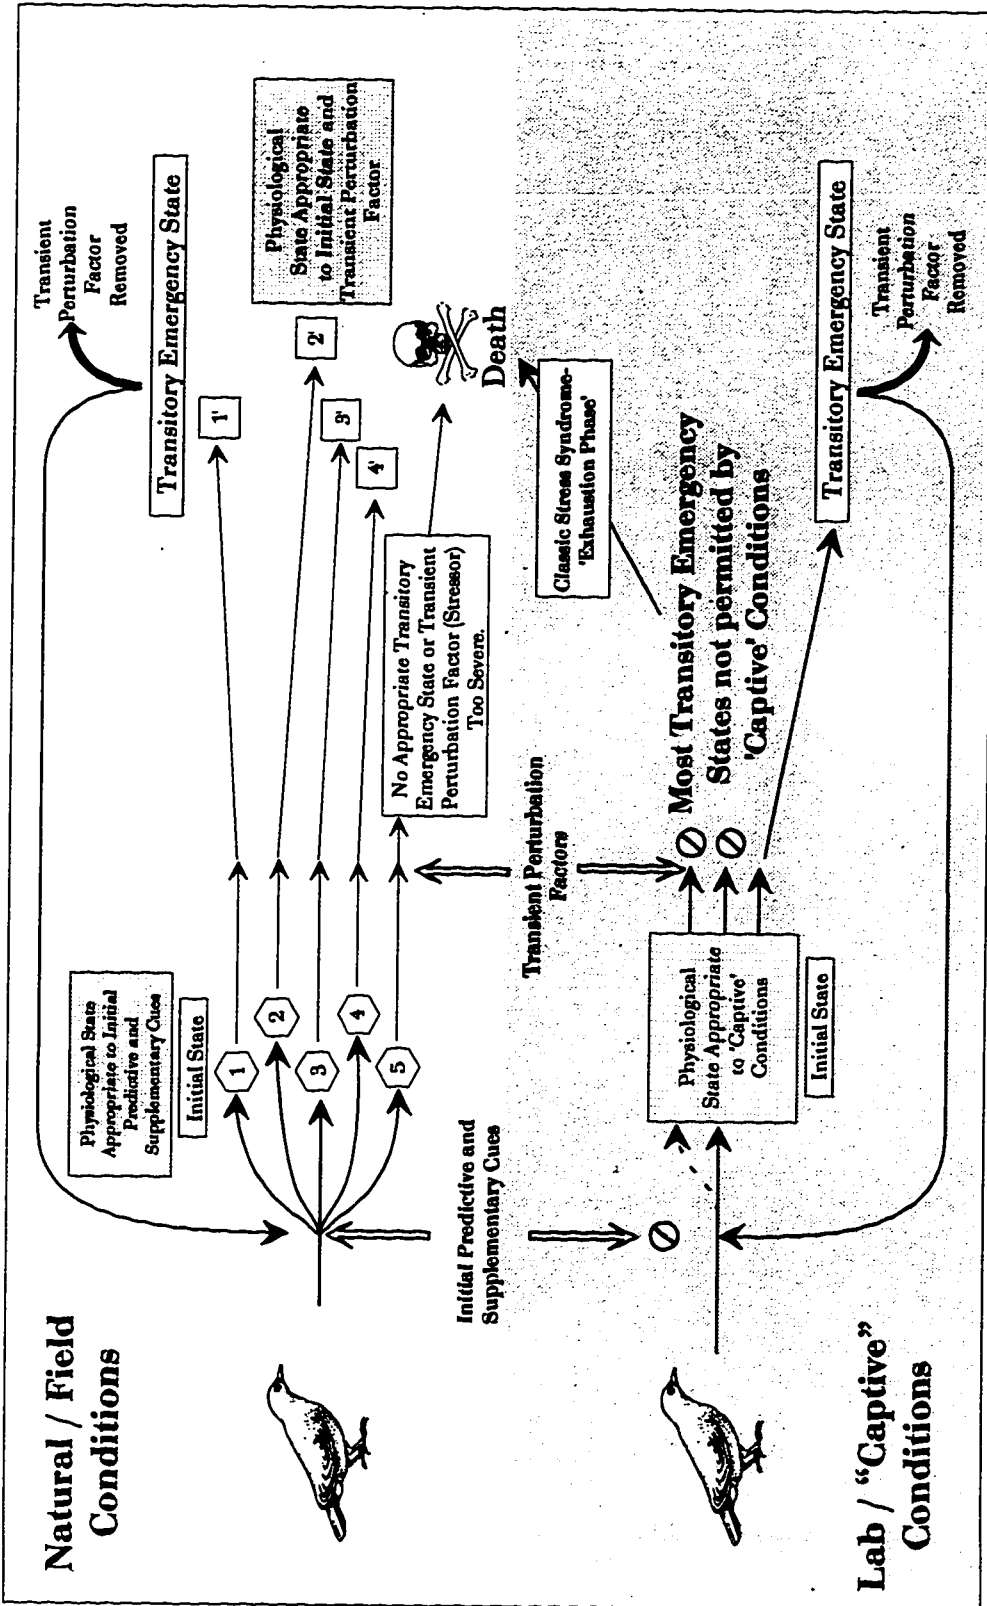 Natural / Field
Conditions
Physiological State
Appropriate to Initial
Predictive and
Supplementary Cues
Initial State
1
2
3
4
5
Transient
Perturbation
Factor
Removed
Transitory Emergency State
1'
2'
3'
4'
Physiological
State Appropriate
to Initial State and
Transient Perturbation
Factor
No Appropriate Transitory
Emergency State or Transient
Perturbation Factor (Stressor)
Too Severe.
Death
Initial Predictive and
Supplementary Cues
Transient Perturbation
Factors
Classic Stress Syndrome-
'Exhaustion Phase'
Most Transitory Emergency
States not permitted by
'Captive' Conditions
Physiological
State Appropriate
to 'Captive'
Conditions
Initial State
Transitory Emergency State
Transient
Perturbation
Factor
Removed
Lab / “Captive”
Conditions